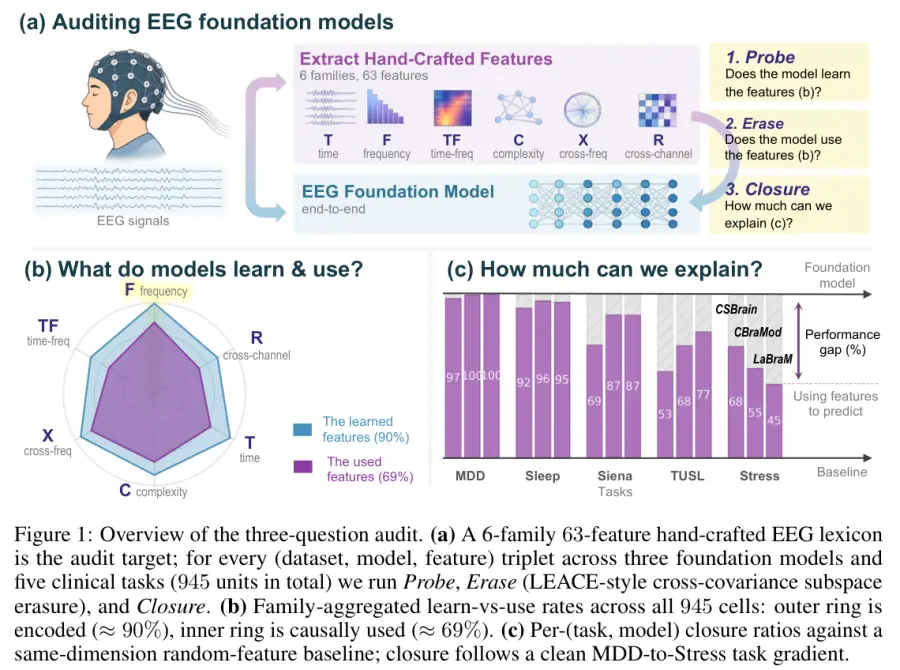 (a) Auditing EEG foundation models
EEG signals
Extract Hand-Crafted Features
6 families, 63 features
T F TF C X R
time frequency time-freq complexity cross-freq cross-channel
EEG Foundation Model
end-to-end
1. Probe
Does the model learn
the features (b)?
2. Erase
Does the model use
the features (b)?
3. Closure
How much can we
explain (c)?
(b) What do models learn & use?
F frequency
TF
time-freq
R
cross-channel
X
cross-freq
T
time
C complexity
The learned
features (90%)
The used
features (69%)
(c) How much can we explain?
Foundation
model
CSBrain
CBraMod
LaBraM
Performance
gap (%)
Using features
to predict
97 100 100 92 96 95 69 87 87 53 68 77 68 55 45
Baseline
MDD Sleep Siena TUSL Stress
Tasks
Figure 1: Overview of the three-question audit. (a) A 6-family 63-feature hand-crafted EEG lexicon
is the audit target; for every (dataset, model, feature) triplet across three foundation models and
five clinical tasks (945 units in total) we run Probe, Erase (LEACE-style cross-covariance subspace
erasure), and Closure. (b) Family-aggregated learn-vs-use rates across all 945 cells: outer ring is
encoded (≈ 90%), inner ring is causally used (≈ 69%). (c) Per-(task, model) closure ratios against a
same-dimension random-feature baseline; closure follows a clean MDD-to-Stress task gradient.